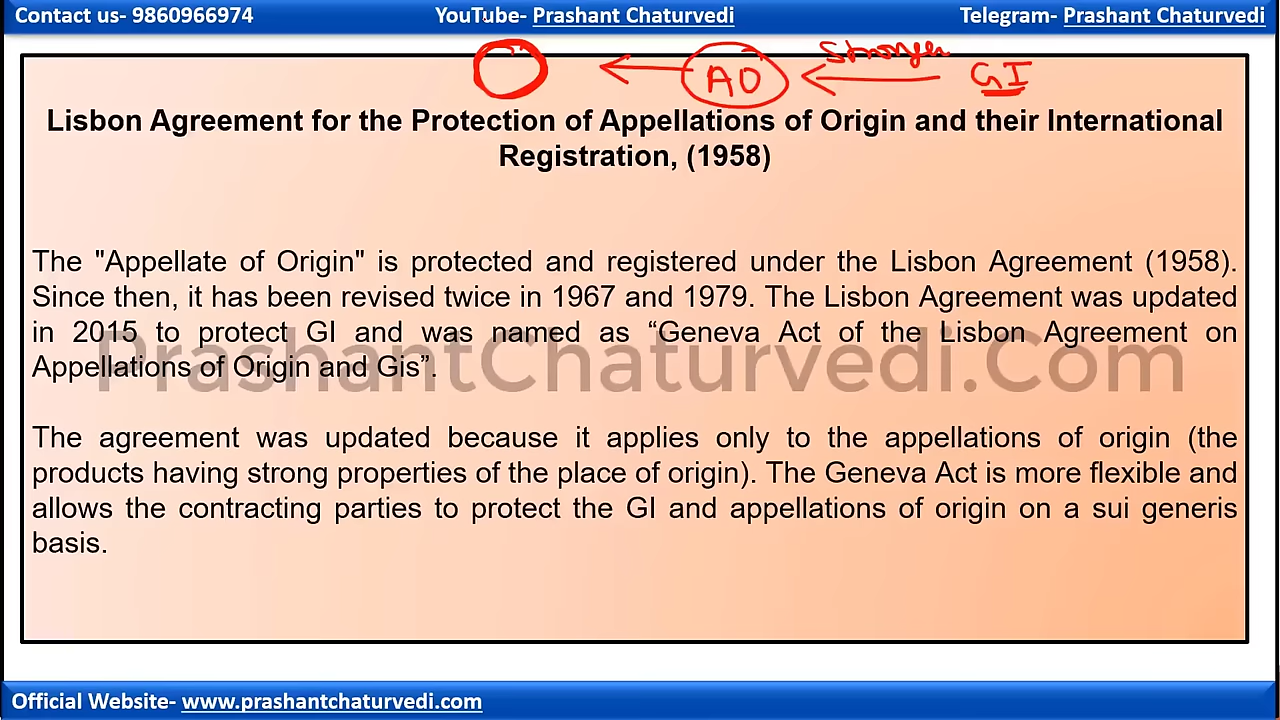 Contact us- 9860966974 YouTube- Prashant Chaturvedi Telegram- Prashant Chaturvedi
AO Stronger GI
Lisbon Agreement for the Protection of Appellations of Origin and their International
Registration, (1958)
The "Appellate of Origin" is protected and registered under the Lisbon Agreement (1958).
Since then, it has been revised twice in 1967 and 1979. The Lisbon Agreement was updated
in 2015 to protect GI and was named as “Geneva Act of the Lisbon Agreement on
Appellations of Origin and Gis”.
PrashantChaturvedi.Com
The agreement was updated because it applies only to the appellations of origin (the
products having strong properties of the place of origin). The Geneva Act is more flexible and
allows the contracting parties to protect the GI and appellations of origin on a sui generis
basis.
Official Website- www.prashantchaturvedi.com